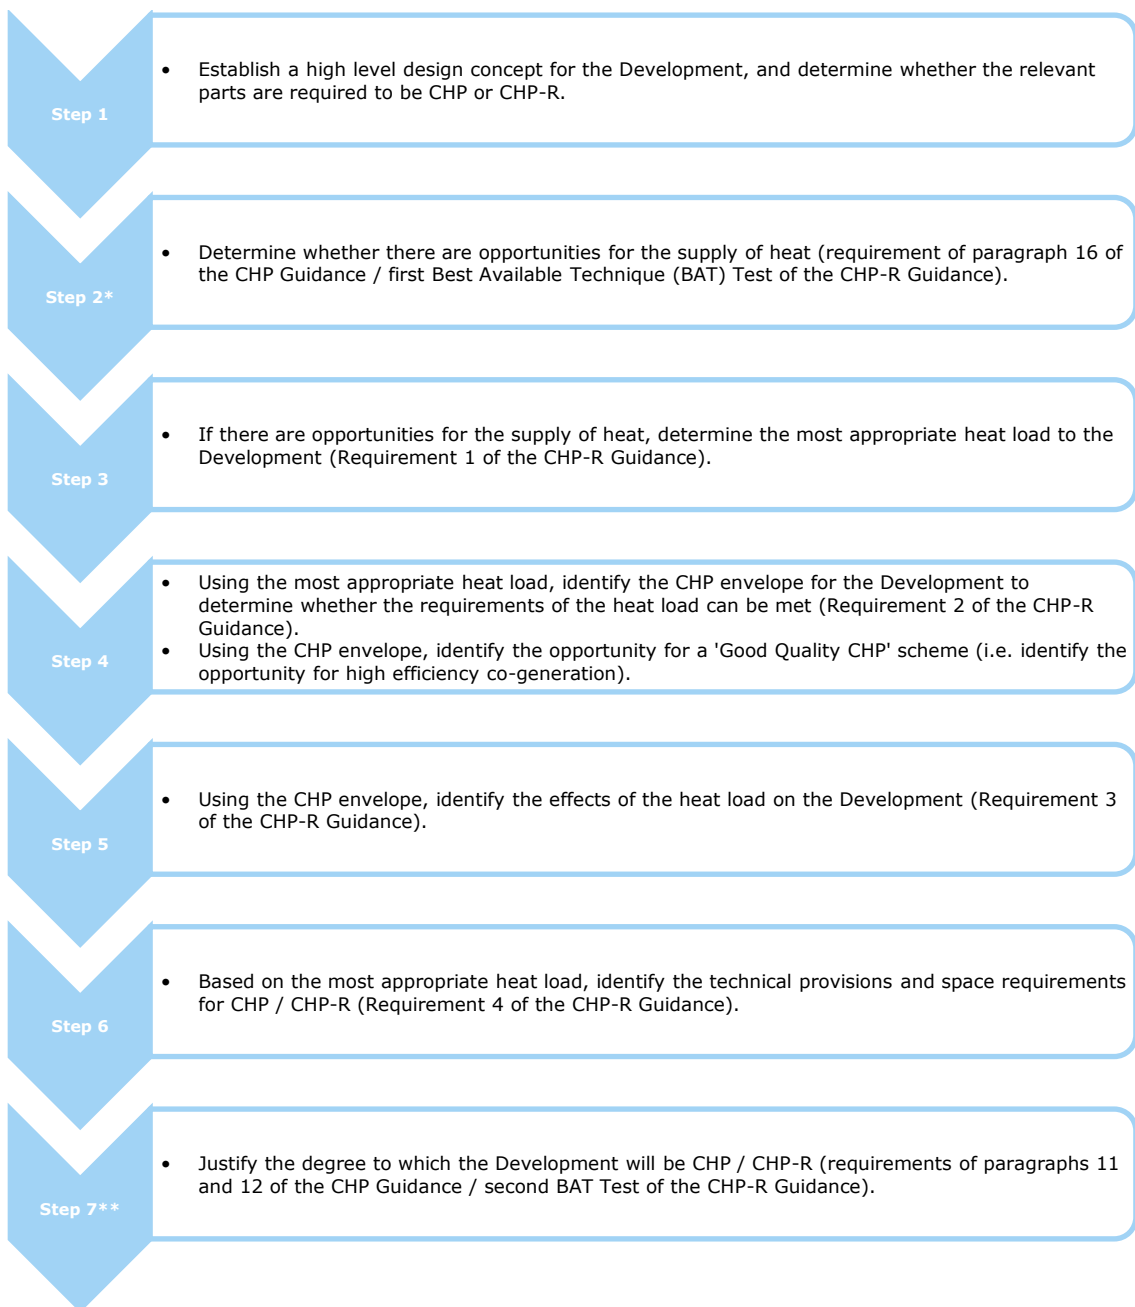 Step 1
• Establish a high level design concept for the Development, and determine whether the relevant
parts are required to be CHP or CHP-R.
Step 2*
• Determine whether there are opportunities for the supply of heat (requirement of paragraph 16 of
the CHP Guidance / first Best Available Technique (BAT) Test of the CHP-R Guidance).
Step 3
• If there are opportunities for the supply of heat, determine the most appropriate heat load to the
Development (Requirement 1 of the CHP-R Guidance).
Step 4
• Using the most appropriate heat load, identify the CHP envelope for the Development to
determine whether the requirements of the heat load can be met (Requirement 2 of the CHP-R
Guidance).
• Using the CHP envelope, identify the opportunity for a 'Good Quality CHP' scheme (i.e. identify the
opportunity for high efficiency co-generation).
Step 5
• Using the CHP envelope, identify the effects of the heat load on the Development (Requirement 3
of the CHP-R Guidance).
Step 6
• Based on the most appropriate heat load, identify the technical provisions and space requirements
for CHP / CHP-R (Requirement 4 of the CHP-R Guidance).
Step 7**
• Justify the degree to which the Development will be CHP / CHP-R (requirements of paragraphs 11
and 12 of the CHP Guidance / second BAT Test of the CHP-R Guidance).